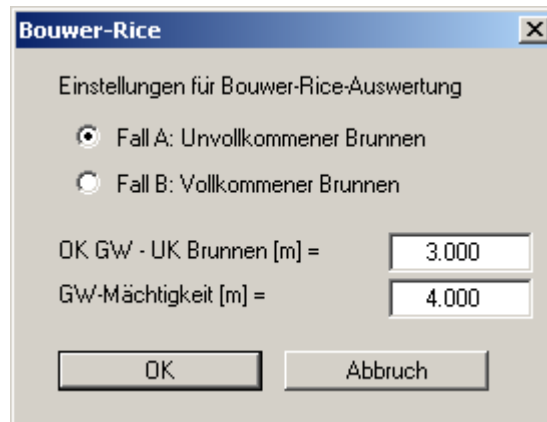 Bouwer-Rice
Einstellungen für Bouwer-Rice-Auswertung
Fall A: Unvollkommener Brunnen
Fall B: Vollkommener Brunnen
OK GW - UK Brunnen [m] = 3.000
GW-Mächtigkeit [m] = 4.000
OK Abbruch